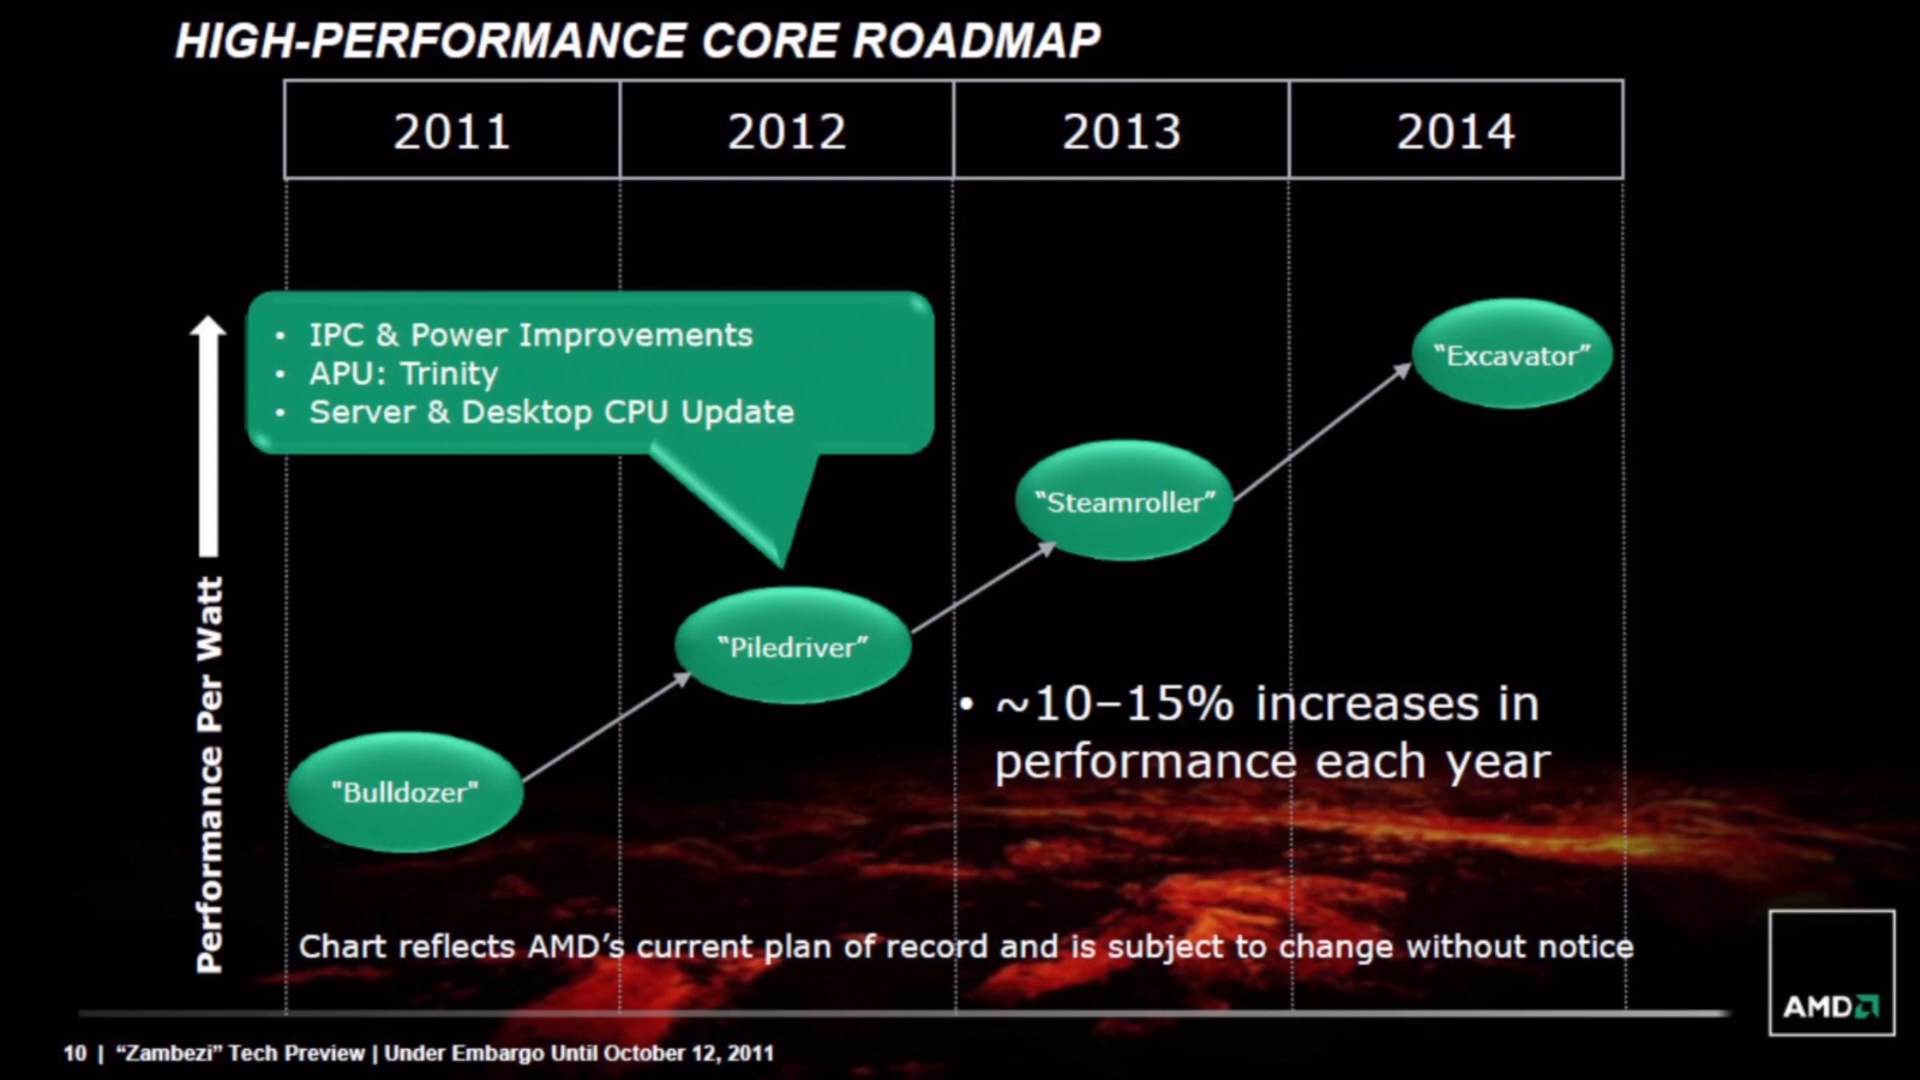 HIGH-PERFORMANCE CORE ROADMAP
2011
2012
2013
2014
• IPC & Power Improvements
• APU: Trinity
• Server & Desktop CPU Update
“Excavator”
“Steamroller”
“Piledriver”
"Bulldozer"
• ~10–15% increases in
performance each year
Performance Per Watt
Chart reflects AMD’s current plan of record and is subject to change without notice
AMD
10 | “Zambezi” Tech Preview | Under Embargo Until October 12, 2011